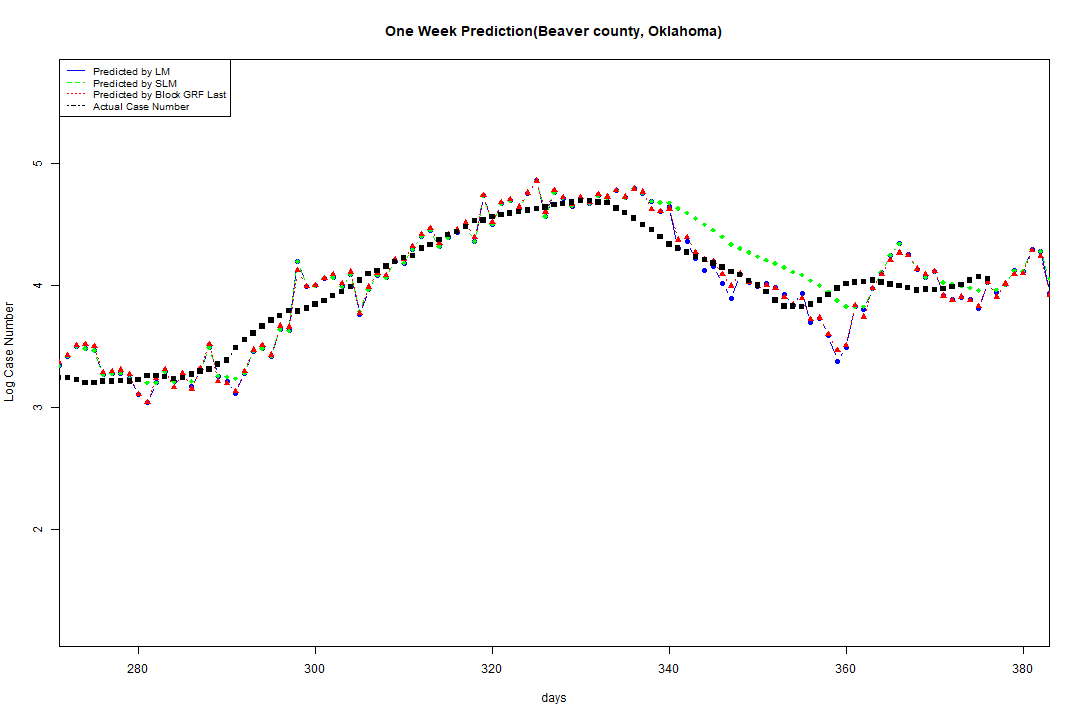 One Week Prediction(Beaver county, Oklahoma)
Predicted by LM
Predicted by SLM
Predicted by Block GRF Last
Actual Case Number
5
4
3
2
Log Case Number
280 300 320 340 360 380
days